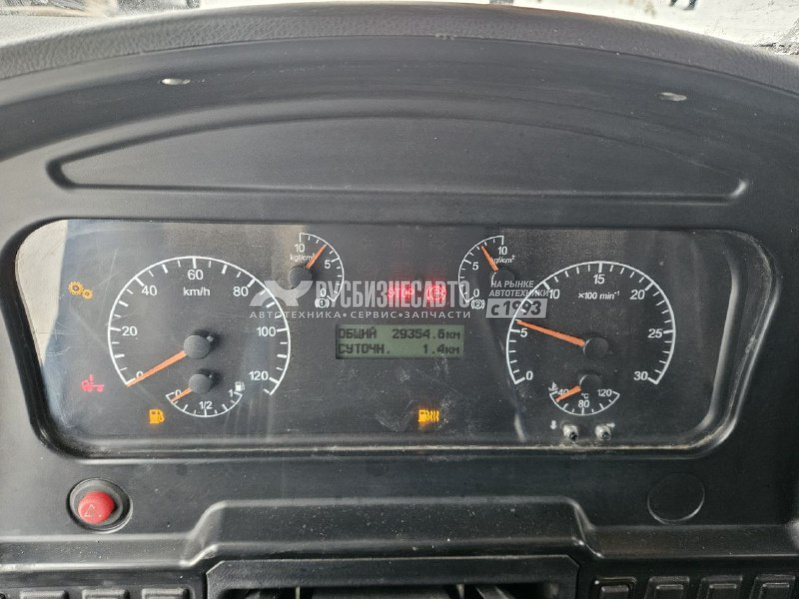 10
kgf/cm²
5
0
10
kgf/cm²
5
0
60
km/h
40
80
20
100
0
120
0
1/2
1
15
×100 min⁻¹
10
20
5
25
0
30
40
°C
120
80
РУСБИЗНЕСАВТО
АВТОТЕХНИКА • СЕРВИС • ЗАПЧАСТИ
НА РЫНКЕ
АВТОТЕХНИКИ
с 1993
ОБЩИЙ 29354.6км
СУТОЧН. 1.4км